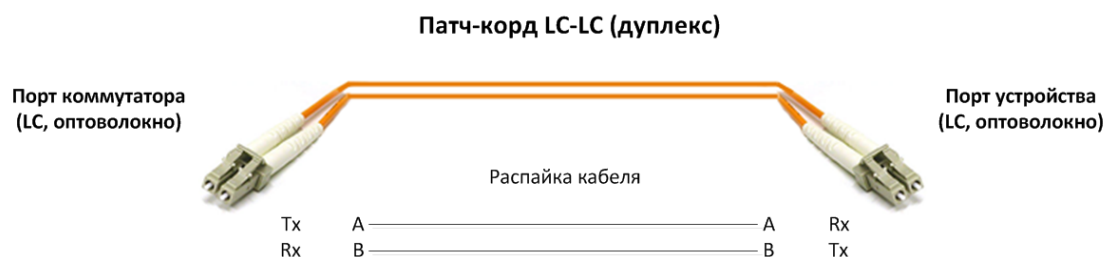 Патч-корд LC-LC (дуплекс)
Порт коммутатора
(LC, оптоволокно)
Порт устройства
(LC, оптоволокно)
Распайка кабеля
Tx A A Rx
Rx B B Tx